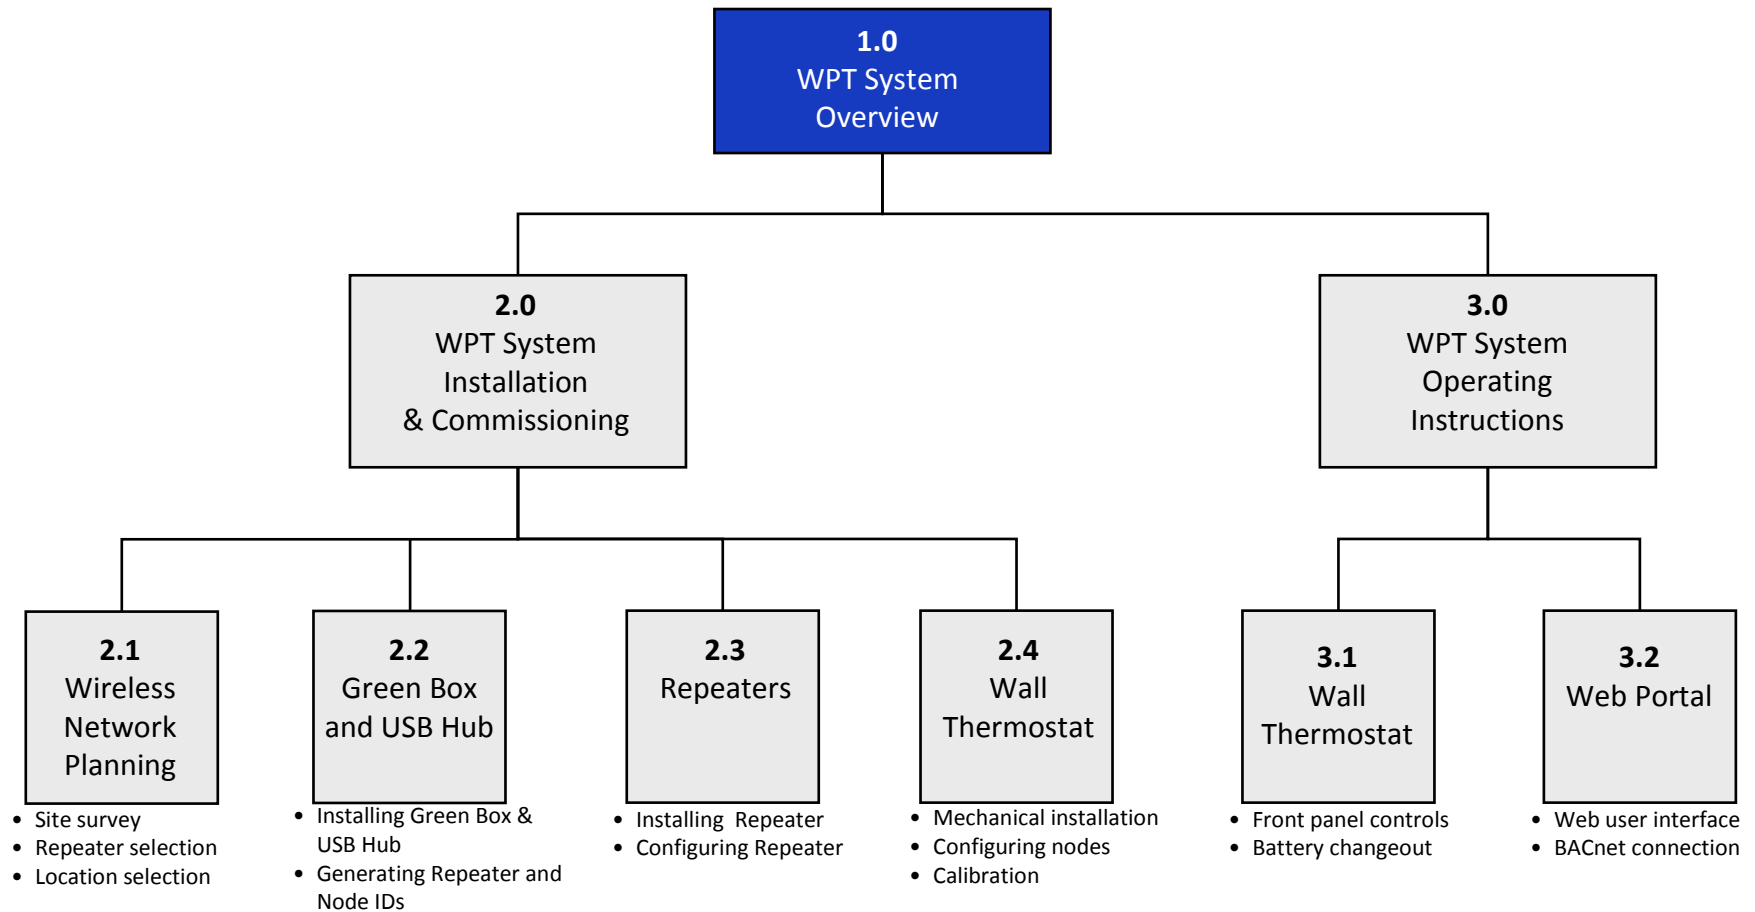 1.0
WPT System
Overview
2.0
WPT System
Installation
& Commissioning
3.0
WPT System
Operating
Instructions
2.1
Wireless
Network
Planning
• Site survey
• Repeater selection
• Location selection
2.2
Green Box
and USB Hub
• Installing Green Box &
USB Hub
• Generating Repeater and
Node IDs
2.3
Repeaters
• Installing Repeater
• Configuring Repeater
2.4
Wall
Thermostat
• Mechanical installation
• Configuring nodes
• Calibration
3.1
Wall
Thermostat
• Front panel controls
• Battery changeout
3.2
Web Portal
• Web user interface
• BACnet connection